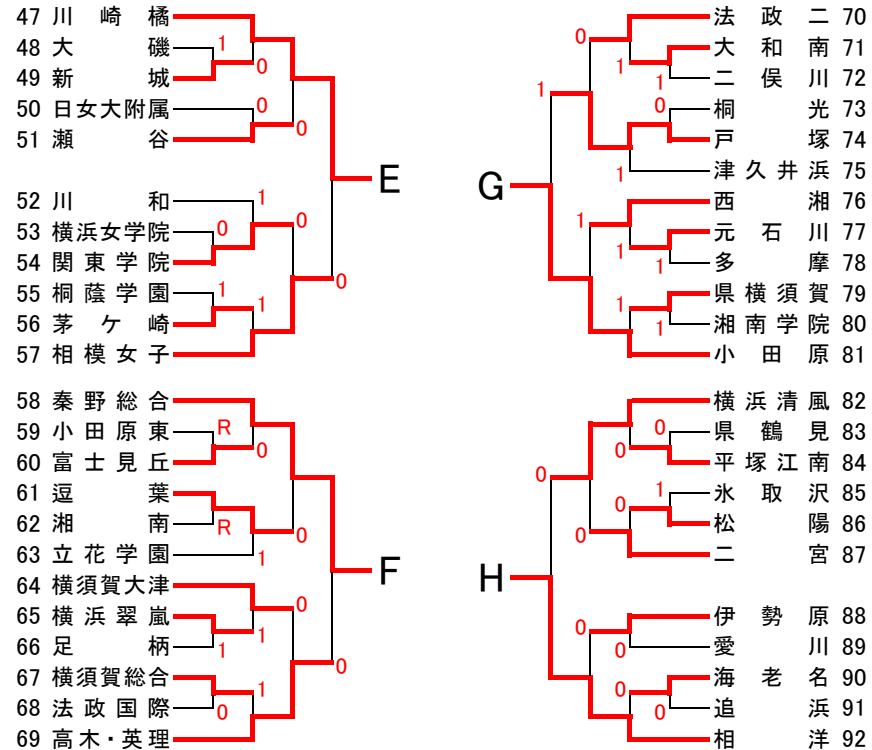 47 川崎橘
48 大磯
1
49 新城
0
50 日女大附属
0
51 瀬谷
0
E
52 川和
1
53 横浜女学院
0
0
54 関東学院
55 桐蔭学園
1
1
0
56 茅ケ崎
57 相模女子
58 秦野総合
59 小田原東
R
60 富士見丘
0
61 逗葉
62 湘南
R
0
63 立花学園
1
F
64 横須賀大津
0
65 横浜翠嵐
66 足柄
1
1
67 横須賀総合
1
0
68 法政国際
0
69 高木・英理
法政二 70
0
大和南 71
1
二俣川 72
1
1
桐光 73
0
戸塚 74
津久井浜 75
1
G
西湘 76
1
元石川 77
1
多摩 78
1
県横須賀 79
1
湘南学院 80
1
小田原 81
横浜清風 82
県鶴見 83
0
0
平塚江南 84
0
氷取沢 85
1
0
松陽 86
0
二宮 87
H
伊勢原 88
0
愛川 89
0
海老名 90
0
追浜 91
0
相洋 92